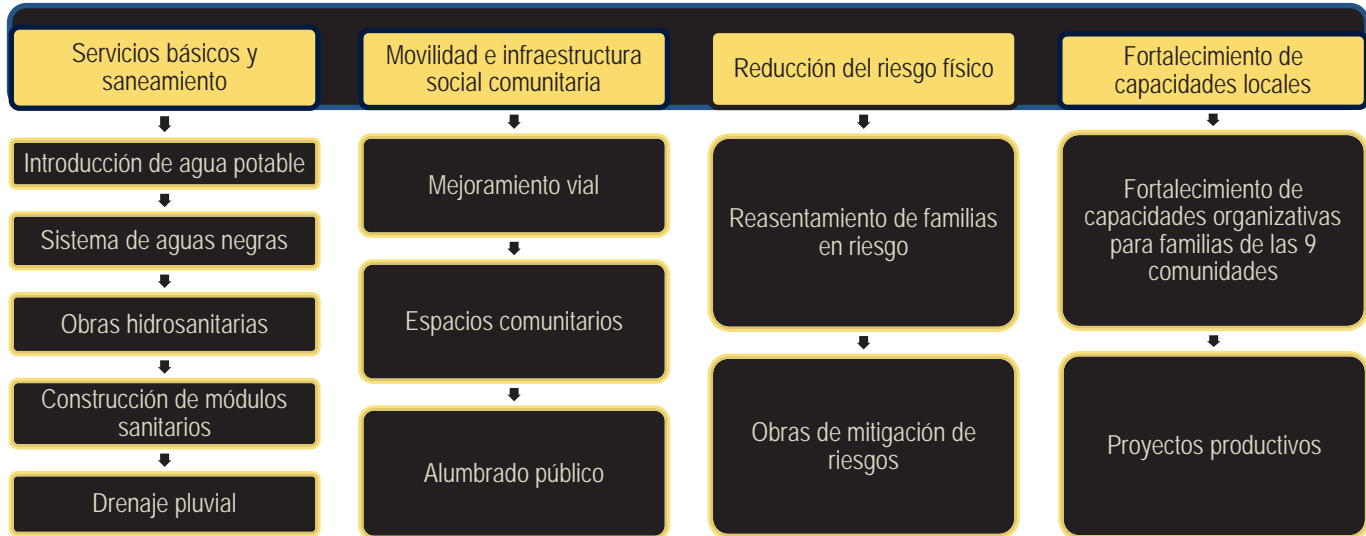 Servicios básicos y
saneamiento
Introducción de agua potable
Sistema de aguas negras
Obras hidrosanitarias
Construcción de módulos
sanitarios
Drenaje pluvial
Movilidad e infraestructura
social comunitaria
Mejoramiento vial
Espacios comunitarios
Alumbrado público
Reducción del riesgo físico
Reasentamiento de familias
en riesgo
Obras de mitigación de
riesgos
Fortalecimiento de
capacidades locales
Fortalecimiento de
capacidades organizativas
para familias de las 9
comunidades
Proyectos productivos